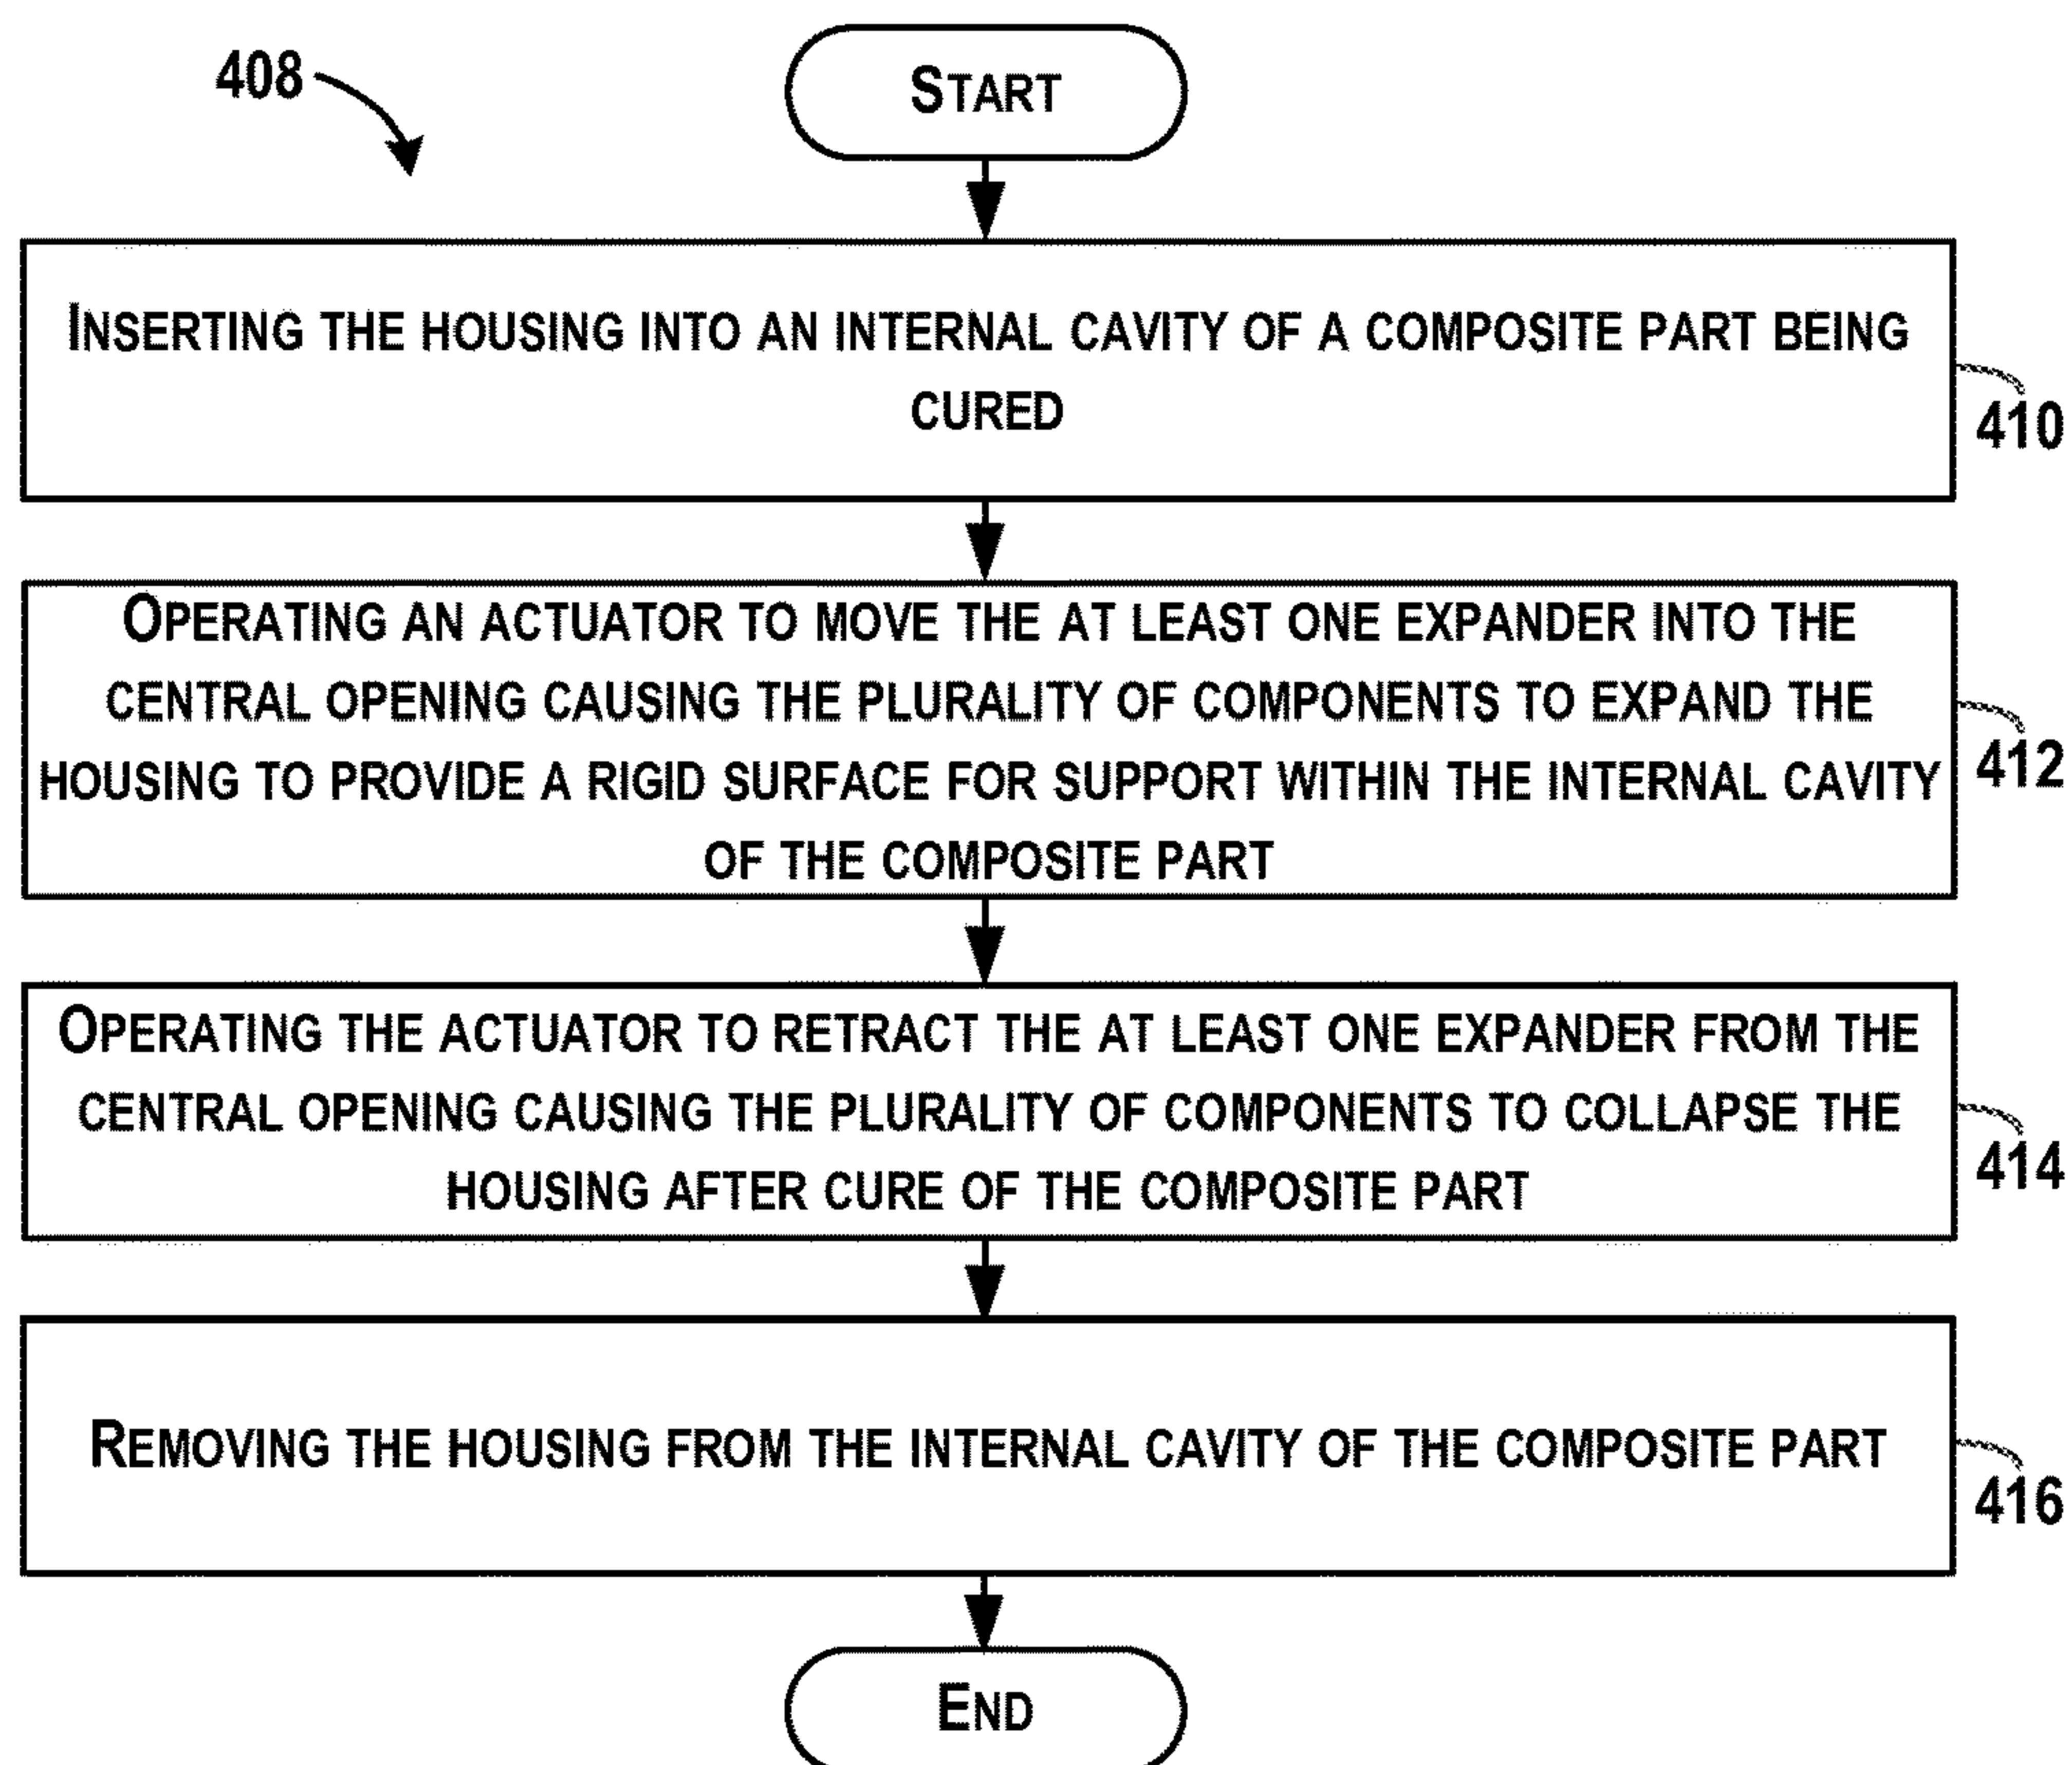 408
START
INSERTING THE HOUSING INTO AN INTERNAL CAVITY OF A COMPOSITE PART BEING
CURED
410
OPERATING AN ACTUATOR TO MOVE THE AT LEAST ONE EXPANDER INTO THE
CENTRAL OPENING CAUSING THE PLURALITY OF COMPONENTS TO EXPAND THE
HOUSING TO PROVIDE A RIGID SURFACE FOR SUPPORT WITHIN THE INTERNAL CAVITY
OF THE COMPOSITE PART
412
OPERATING THE ACTUATOR TO RETRACT THE AT LEAST ONE EXPANDER FROM THE
CENTRAL OPENING CAUSING THE PLURALITY OF COMPONENTS TO COLLAPSE THE
HOUSING AFTER CURE OF THE COMPOSITE PART
414
REMOVING THE HOUSING FROM THE INTERNAL CAVITY OF THE COMPOSITE PART
416
END